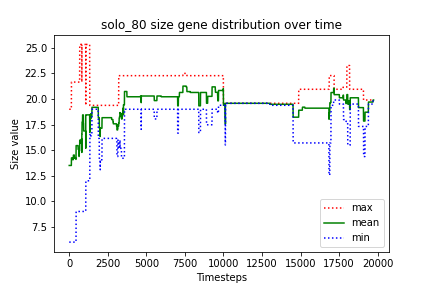 solo_80 size gene distribution over time
Size value
25.0
22.5
20.0
17.5
15.0
12.5
10.0
7.5
max
mean
min
0 2500 5000 7500 10000 12500 15000 17500 20000
Timesteps